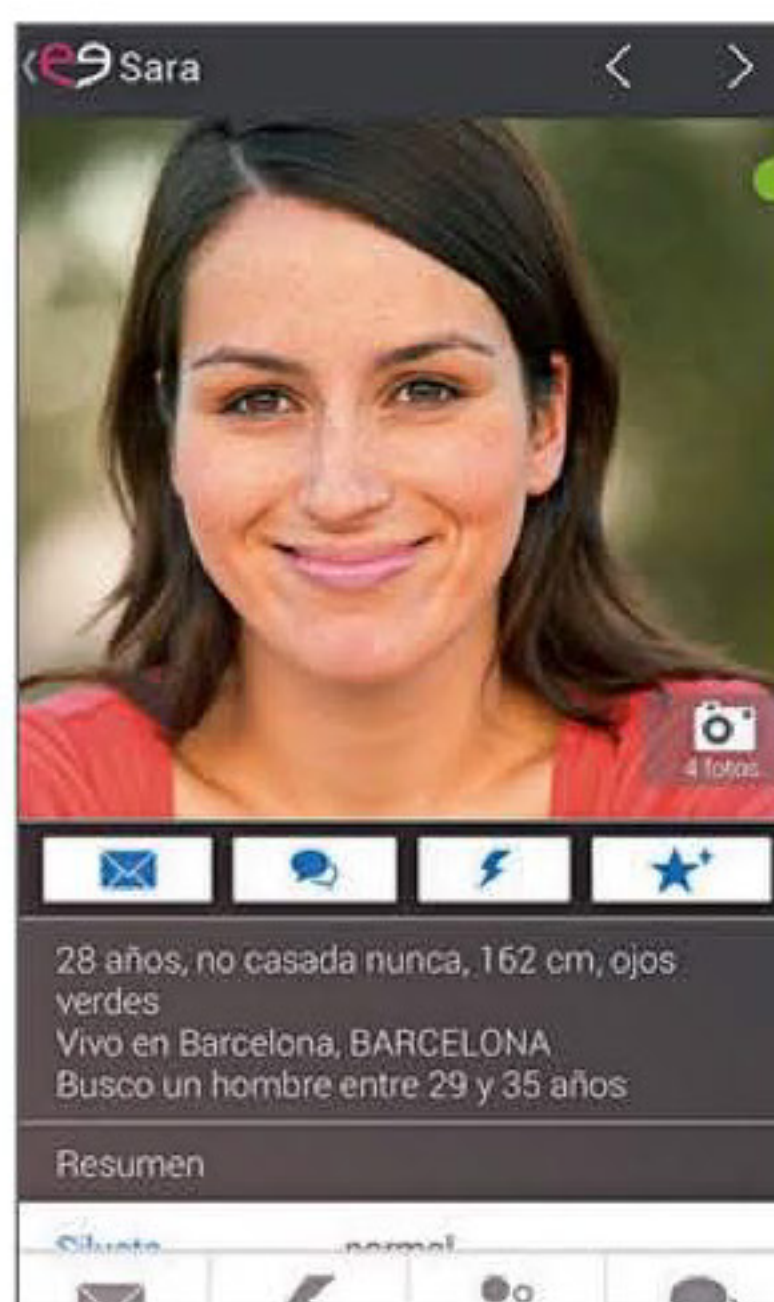 Sara
4 fotos
28 años, no casada nunca, 162 cm, ojos
verdes
Vivo en Barcelona, BARCELONA
Busco un hombre entre 29 y 35 años
Resumen
Silueta normal